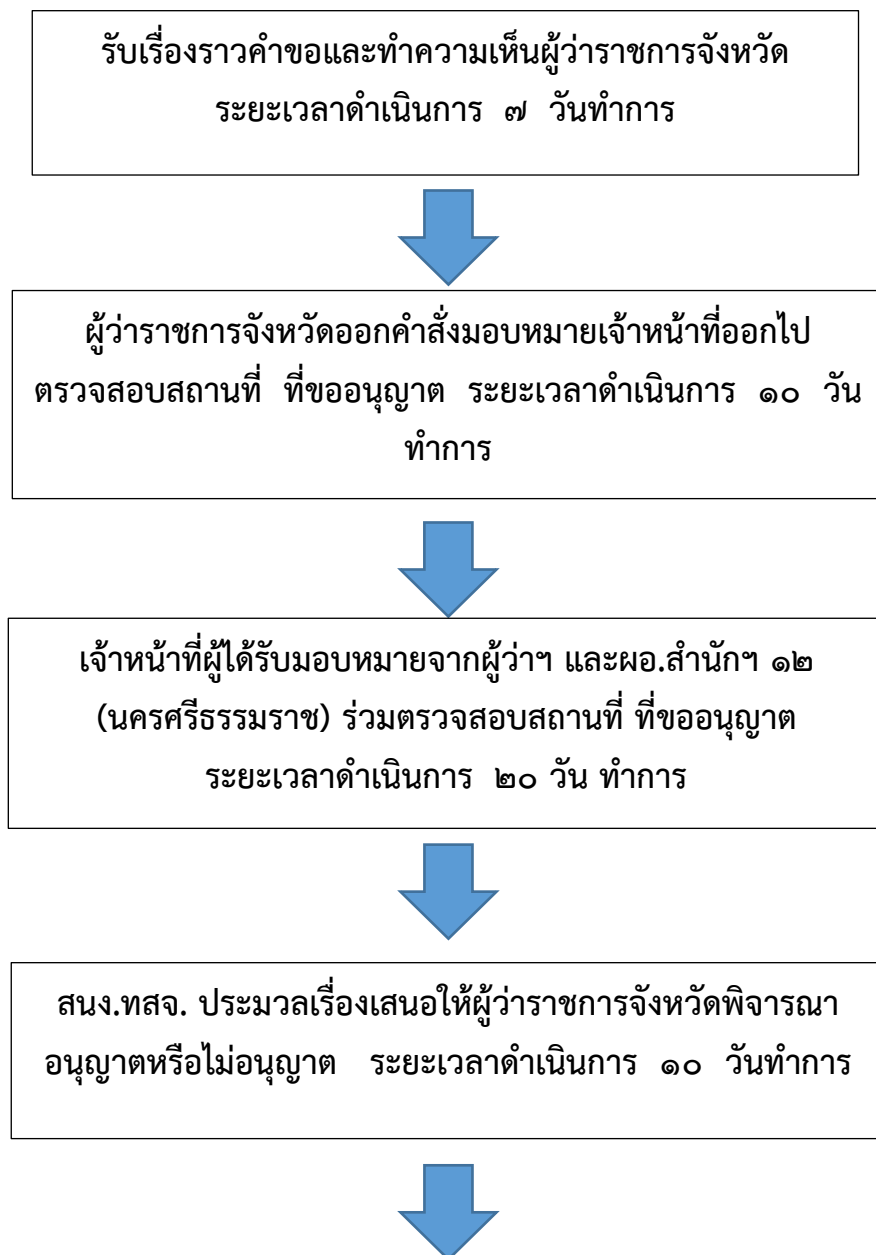 รับเรื่องราวคำขอและทำความเห็นผู้ว่าราชการจังหวัด
ระยะเวลาดำเนินการ ๗ วันทำการ
ผู้ว่าราชการจังหวัดออกคำสั่งมอบหมายเจ้าหน้าที่ออกไป
ตรวจสอบสถานที่ ที่ขออนุญาต ระยะเวลาดำเนินการ ๑๐ วัน
ทำการ
เจ้าหน้าที่ผู้ได้รับมอบหมายจากผู้ว่าฯ และผอ.สำนักฯ ๑๒
(นครศรีธรรมราช) ร่วมตรวจสอบสถานที่ ที่ขออนุญาต
ระยะเวลาดำเนินการ ๒๐ วัน ทำการ
สนง.ทสจ. ประมวลเรื่องเสนอให้ผู้ว่าราชการจังหวัดพิจารณา
อนุญาตหรือไม่อนุญาต ระยะเวลาดำเนินการ ๑๐ วันทำการ